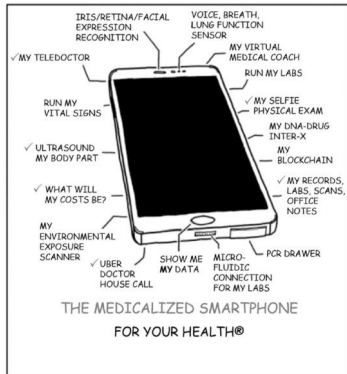 IRIS/RETINA/FACIAL
EXPRESSION
RECOGNITION
VOICE, BREATH,
LUNG FUNCTION
SENSOR
✓MY TELEDOCTOR
MY VIRTUAL
MEDICAL COACH
RUN MY LABS
RUN MY
VITAL SIGNS
✓MY SELFIE
PHYSICAL EXAM
MY DNA-DRUG
INTER-X
✓ULTRASOUND
MY BODY PART
MY
BLOCKCHAIN
✓WHAT WILL
MY COSTS BE?
✓MY RECORDS,
LABS, SCANS,
OFFICE
NOTES
MY
ENVIRONMENTAL
EXPOSURE
SCANNER
✓UBER
DOCTOR
HOUSE CALL
SHOW ME
MY DATA
MICRO-
FLUIDIC
CONNECTION
FOR MY LABS
PCR DRAWER
THE MEDICALIZED SMARTPHONE
FOR YOUR HEALTH®